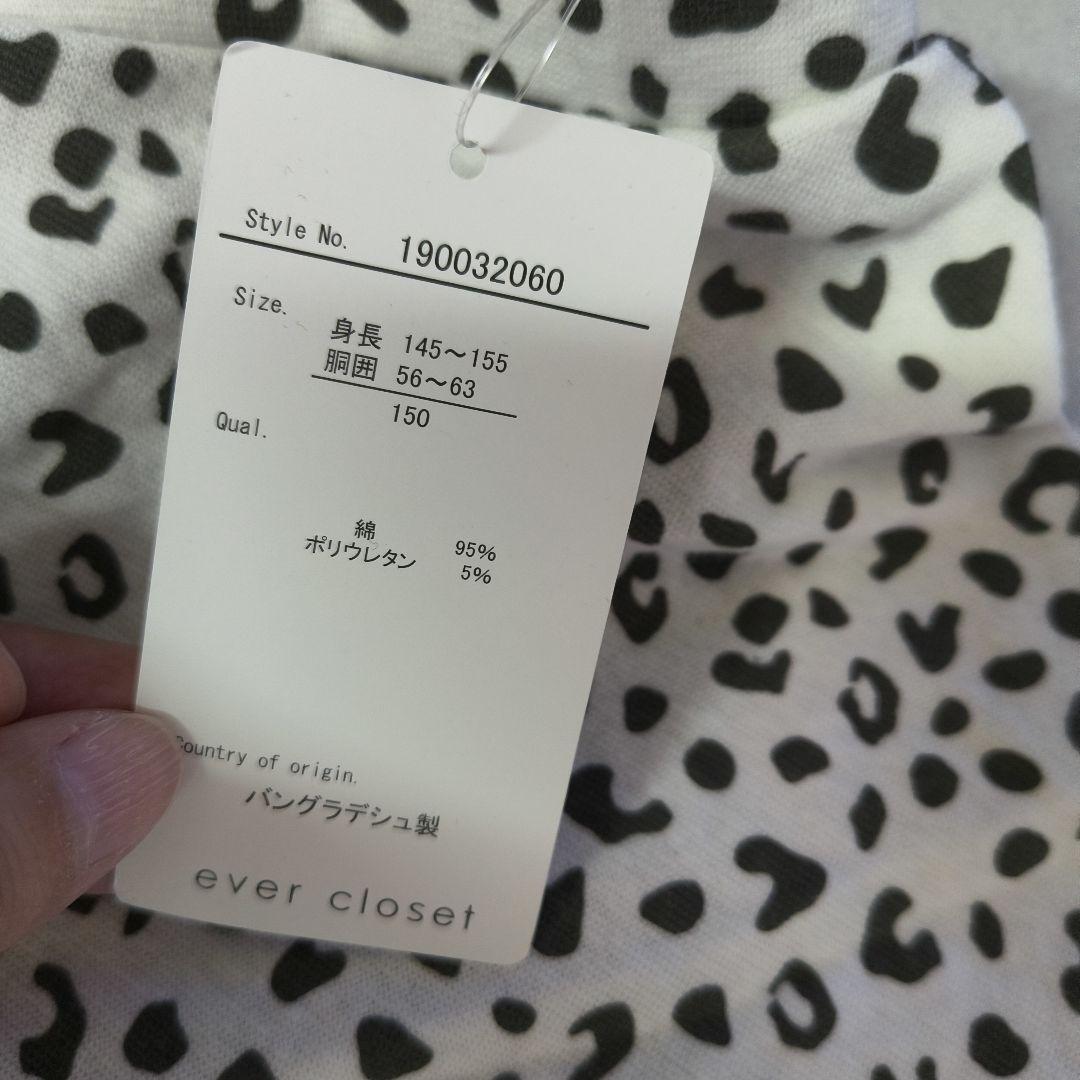 Style No. 190032060
Size.
身長 145～155
胴囲 56～63
150
Qual.
綿 95%
ポリウレタン 5%
Country of origin.
バングラデシュ製
ever closet